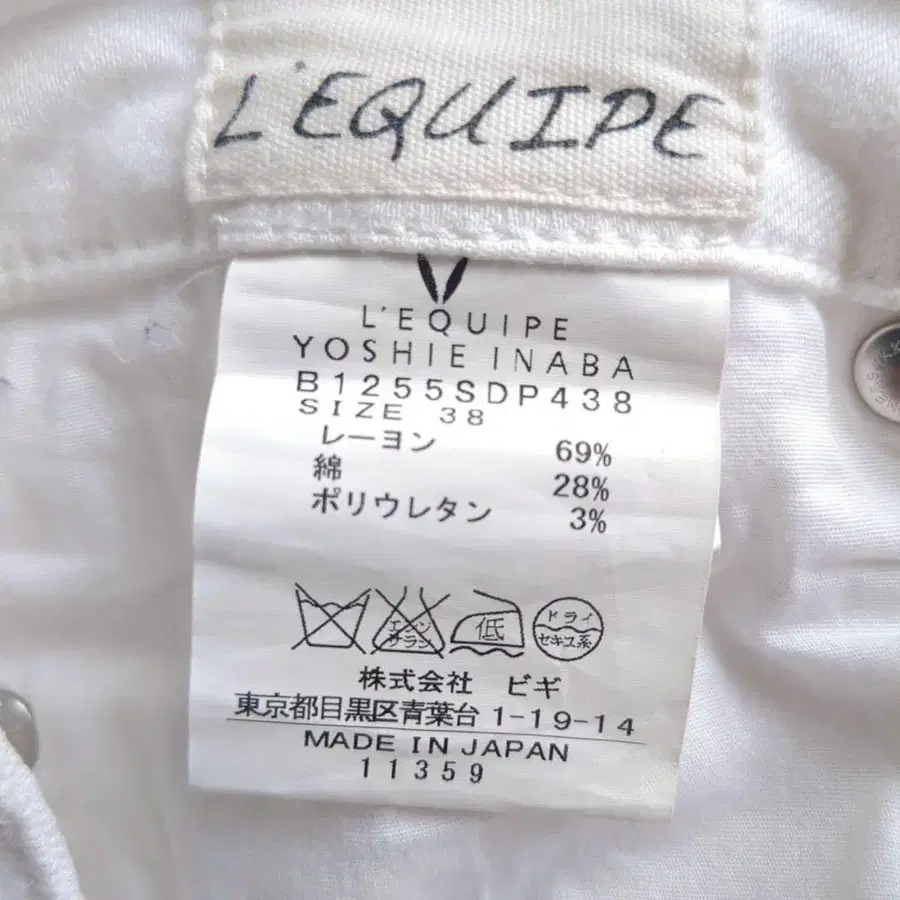 L'EQUIPE
L'EQUIPE
YOSHIE INABA
B1255SDP438
SIZE 38
レーヨン 69%
綿 28%
ポリウレタン 3%
エンソ
サラシ
低
ドライ
セキユ系
株式会社 ビギ
東京都目黒区青葉台 1-19-14
MADE IN JAPAN
11359